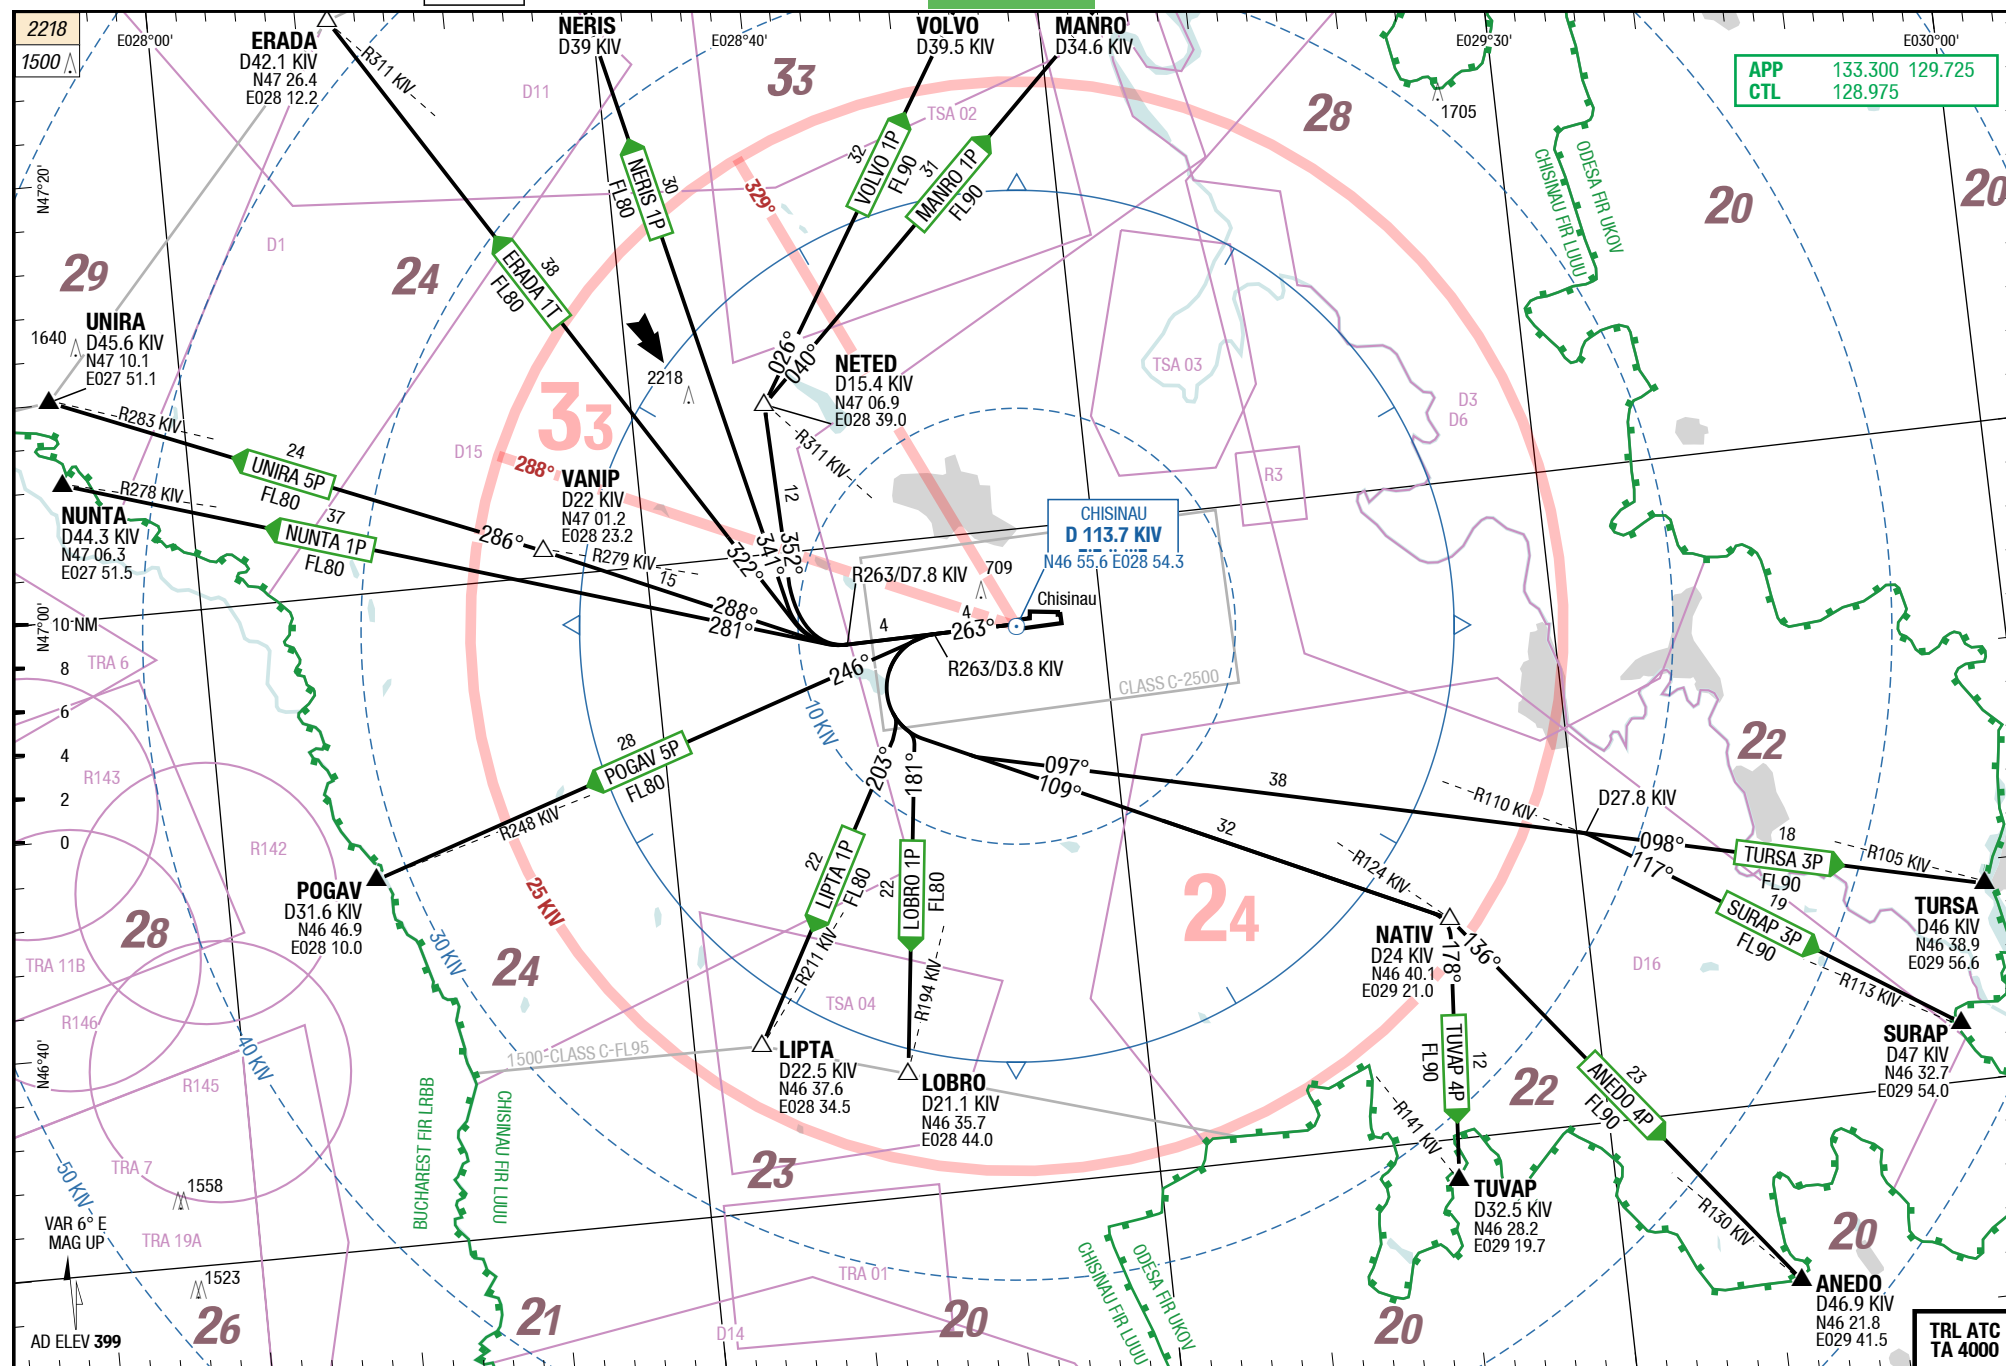 2218
1500
E028°00'
ERADA
D42.1 KIV
N47 26.4
E028 12.2
R311 KIV
NERIS
D39 KIV
E028°40'
VOLVO
D39.5 KIV
MANRO
D34.6 KIV
E029°30'
E030°00'
APP 133.300 129.725
CTL 128.975
33
D11
TSA 02
28
1705
ODESA FIR UKOV
CHISINAU FIR LUUU
20
20
N47°20'
29
D1
24
38
ERADA 1T
FL80
30
NERIS 1P
FL80
329°
32
VOLVO 1P
FL90
31
MANRO 1P
FL90
UNIRA
D45.6 KIV
N47 10.1
E027 51.1
1640
2218
026°
040°
NETED
D15.4 KIV
N47 06.9
E028 39.0
R311 KIV
TSA 03
D3
D6
R3
R283 KIV
24
UNIRA 5P
FL80
33
D15
288°
VANIP
D22 KIV
N47 01.2
E028 23.2
R278 KIV
37
NUNTA 1P
FL80
NUNTA
D44.3 KIV
N47 06.3
E027 51.5
286°
R279 KIV
15
12
352°
341°
322°
288°
281°
CHISINAU
D 113.7 KIV
N46 55.6 E028 54.3
R263/D7.8 KIV
709
Chisinau
4
4
263°
R263/D3.8 KIV
246°
CLASS C-2500
10 KIV
N47°00'
10 NM
8
6
4
2
0
TRA 6
R143
R142
28
POGAV 5P
FL80
R248 KIV
POGAV
D31.6 KIV
N46 46.9
E028 10.0
203°
181°
097°
109°
38
32
22
D27.8 KIV
R110 KIV
098°
117°
18
TURSA 3P
FL90
R105 KIV
19
SURAP 3P
FL90
R113 KIV
TURSA
D46 KIV
N46 38.9
E029 56.6
R124 KIV
22
LIPTA 1P
FL80
R211 KIV
22
LOBRO 1P
FL80
R194 KIV
25 KIV
30 KIV
28
TRA 11B
24
24
NATIV
D24 KIV
N46 40.1
E029 21.0
178°
136°
D16
SURAP
D47 KIV
N46 32.7
E029 54.0
R146
40 KIV
TSA 04
1500-CLASS C-FL95
LIPTA
D22.5 KIV
N46 37.6
E028 34.5
LOBRO
D21.1 KIV
N46 35.7
E028 44.0
N46°40'
R145
BUCHAREST FIR LRBB
CHISINAU FIR LUUU
12
TUVAP 4P
FL90
R141 KIV
22
23
ANEDO 4P
FL90
R130 KIV
TRA 7
1558
50 KIV
23
TUVAP
D32.5 KIV
N46 28.2
E029 19.7
20
VAR 6° E
MAG UP
TRA 19A
1523
CHISINAU FIR LUUU
ODESA FIR UKOV
TRA 01
ANEDO
D46.9 KIV
N46 21.8
E029 41.5
AD ELEV 399
26
21
D14
20
20
TRL ATC
TA 4000